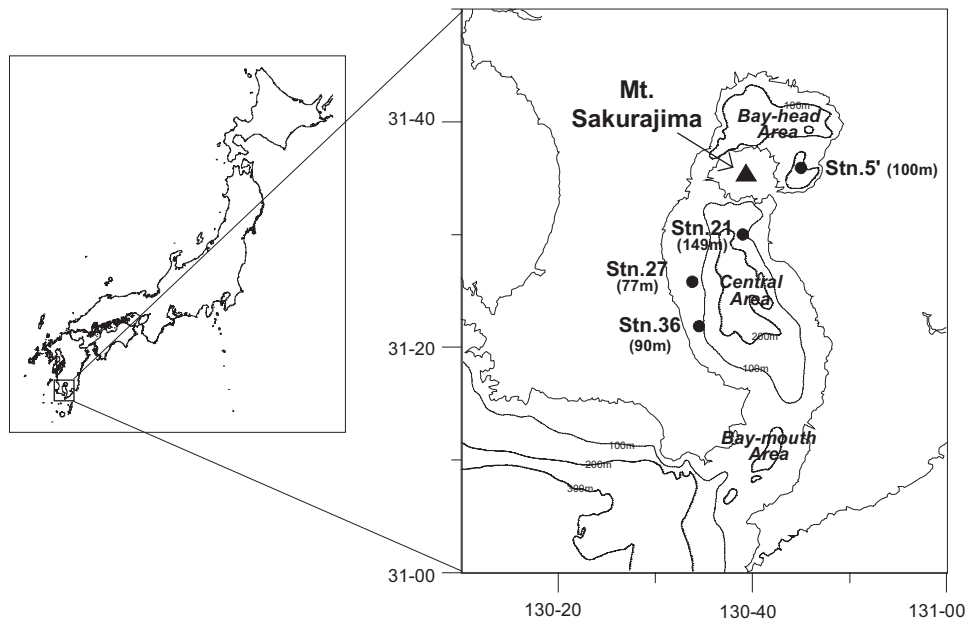 Mt.
Sakurajima
31-40
100m
Bay-head
Area
Stn.5' (100m)
Stn.21
(149m)
Stn.27
(77m)
Central
Area
Stn.36
(90m)
200m
31-20
100m
Bay-mouth
Area
100m
200m
300m
31-00
130-20
130-40
131-00